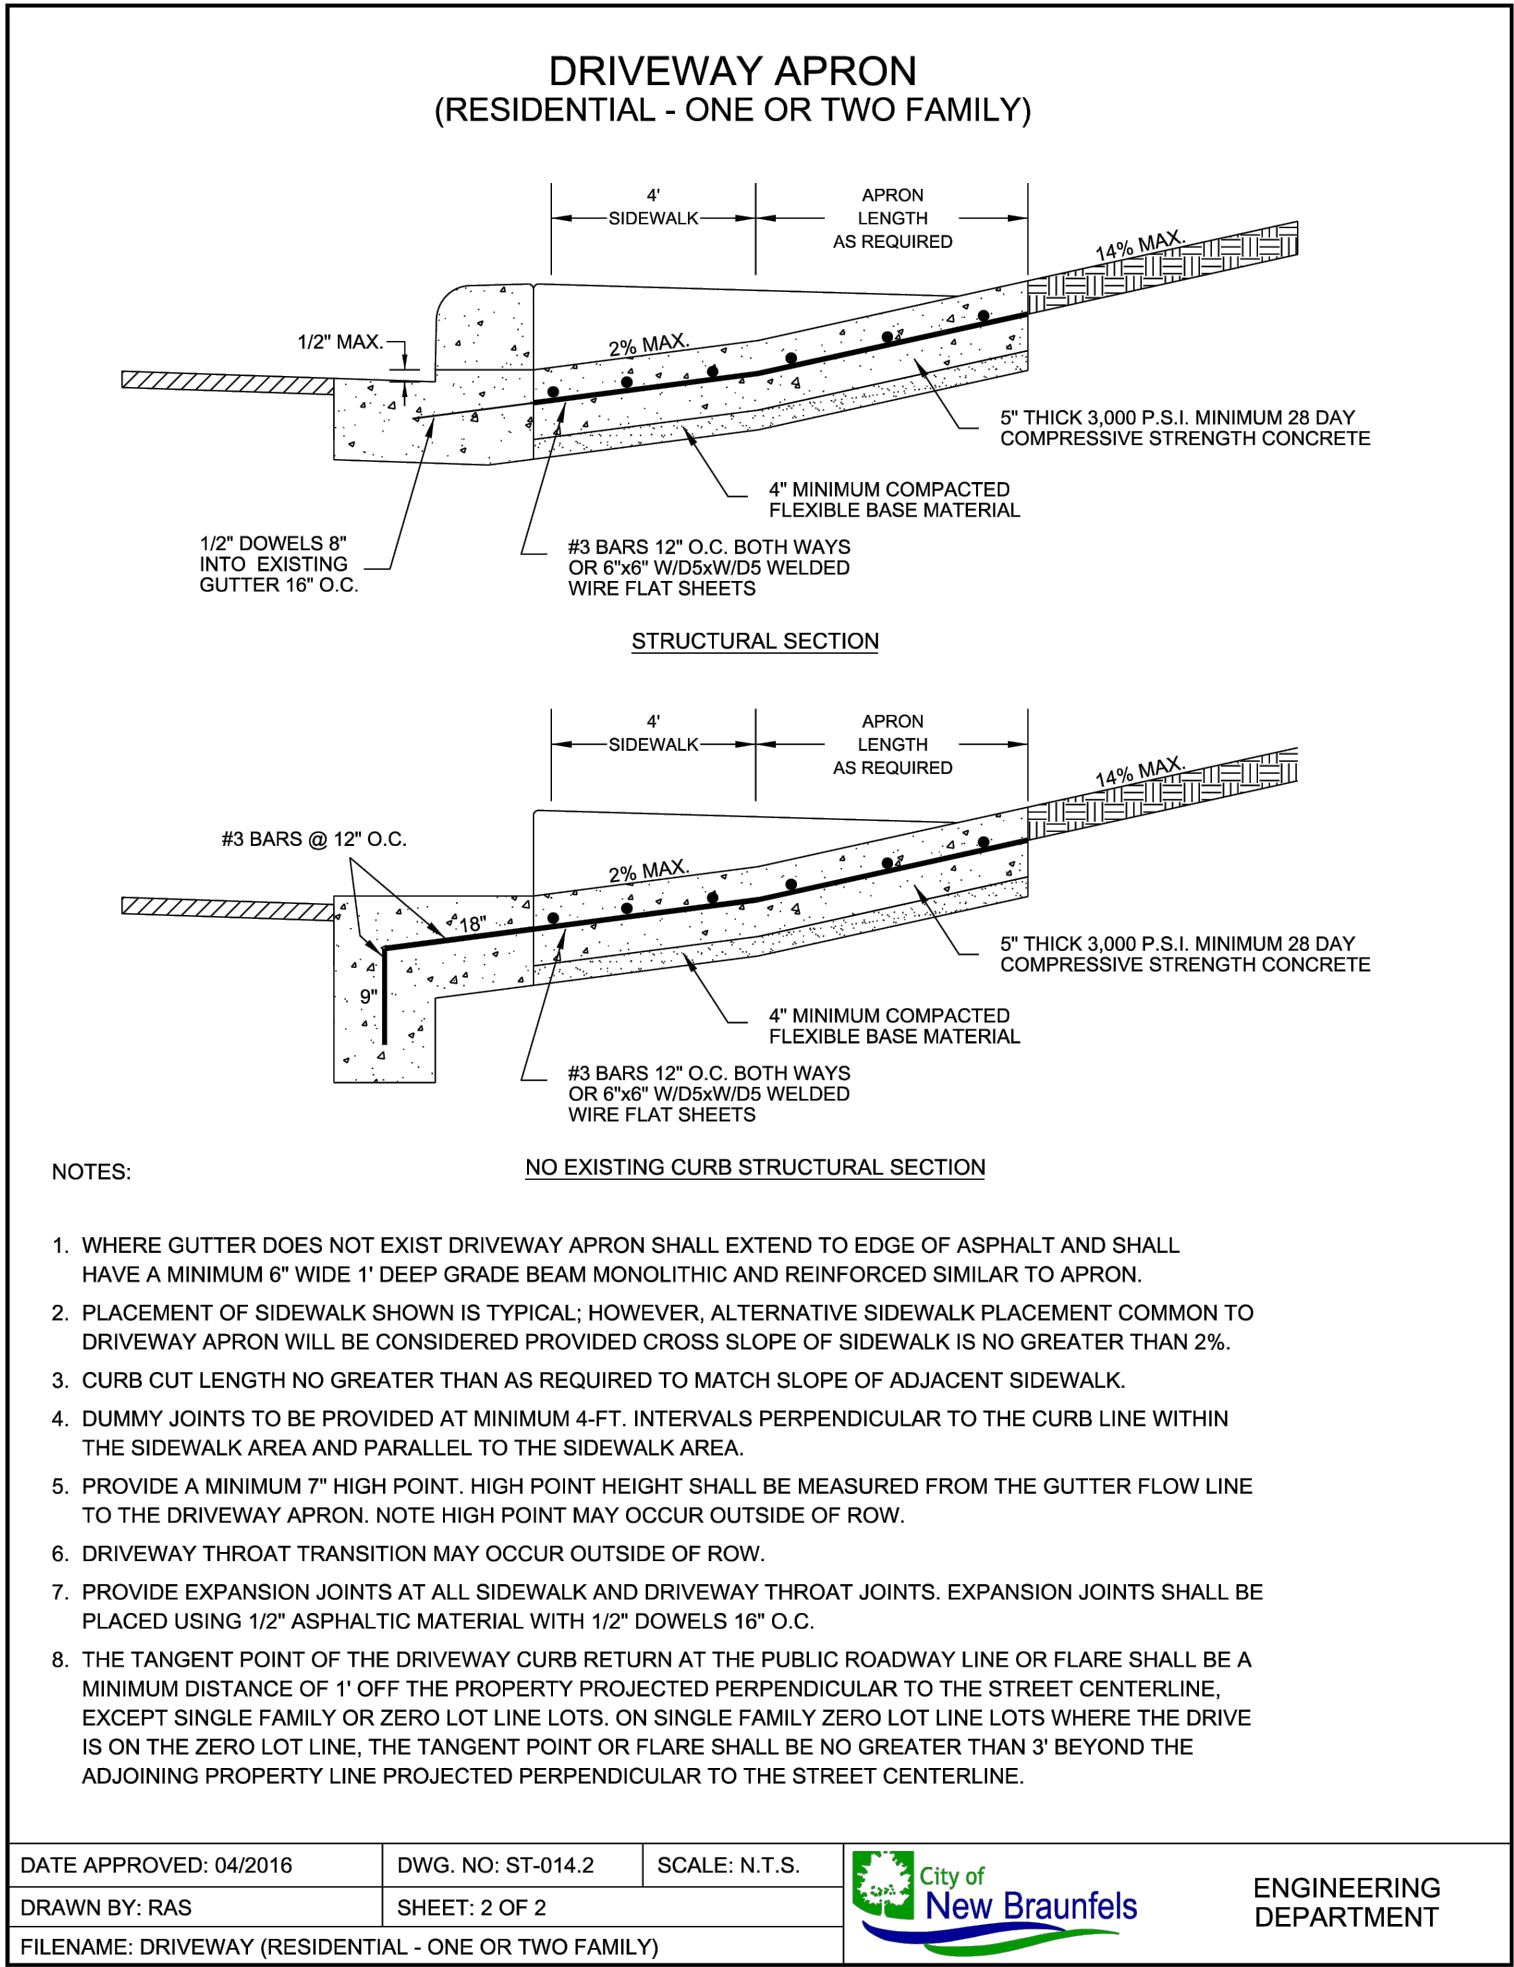 DRIVEWAY APRON
(RESIDENTIAL - ONE OR TWO FAMILY)
4'
SIDEWALK
APRON
LENGTH
AS REQUIRED
14% MAX.
1/2" MAX.
2% MAX.
5" THICK 3,000 P.S.I. MINIMUM 28 DAY
COMPRESSIVE STRENGTH CONCRETE
4" MINIMUM COMPACTED
FLEXIBLE BASE MATERIAL
1/2" DOWELS 8"
INTO EXISTING
GUTTER 16" O.C.
#3 BARS 12" O.C. BOTH WAYS
OR 6"x6" W/D5xW/D5 WELDED
WIRE FLAT SHEETS
STRUCTURAL SECTION
4'
SIDEWALK
APRON
LENGTH
AS REQUIRED
14% MAX.
#3 BARS @ 12" O.C.
2% MAX.
18"
9"
5" THICK 3,000 P.S.I. MINIMUM 28 DAY
COMPRESSIVE STRENGTH CONCRETE
4" MINIMUM COMPACTED
FLEXIBLE BASE MATERIAL
#3 BARS 12" O.C. BOTH WAYS
OR 6"x6" W/D5xW/D5 WELDED
WIRE FLAT SHEETS
NO EXISTING CURB STRUCTURAL SECTION
NOTES:
1. WHERE GUTTER DOES NOT EXIST DRIVEWAY APRON SHALL EXTEND TO EDGE OF ASPHALT AND SHALL
HAVE A MINIMUM 6" WIDE 1' DEEP GRADE BEAM MONOLITHIC AND REINFORCED SIMILAR TO APRON.
2. PLACEMENT OF SIDEWALK SHOWN IS TYPICAL; HOWEVER, ALTERNATIVE SIDEWALK PLACEMENT COMMON TO
DRIVEWAY APRON WILL BE CONSIDERED PROVIDED CROSS SLOPE OF SIDEWALK IS NO GREATER THAN 2%.
3. CURB CUT LENGTH NO GREATER THAN AS REQUIRED TO MATCH SLOPE OF ADJACENT SIDEWALK.
4. DUMMY JOINTS TO BE PROVIDED AT MINIMUM 4-FT. INTERVALS PERPENDICULAR TO THE CURB LINE WITHIN
THE SIDEWALK AREA AND PARALLEL TO THE SIDEWALK AREA.
5. PROVIDE A MINIMUM 7" HIGH POINT. HIGH POINT HEIGHT SHALL BE MEASURED FROM THE GUTTER FLOW LINE
TO THE DRIVEWAY APRON. NOTE HIGH POINT MAY OCCUR OUTSIDE OF ROW.
6. DRIVEWAY THROAT TRANSITION MAY OCCUR OUTSIDE OF ROW.
7. PROVIDE EXPANSION JOINTS AT ALL SIDEWALK AND DRIVEWAY THROAT JOINTS. EXPANSION JOINTS SHALL BE
PLACED USING 1/2" ASPHALTIC MATERIAL WITH 1/2" DOWELS 16" O.C.
8. THE TANGENT POINT OF THE DRIVEWAY CURB RETURN AT THE PUBLIC ROADWAY LINE OR FLARE SHALL BE A
MINIMUM DISTANCE OF 1' OFF THE PROPERTY PROJECTED PERPENDICULAR TO THE STREET CENTERLINE,
EXCEPT SINGLE FAMILY OR ZERO LOT LINE LOTS. ON SINGLE FAMILY ZERO LOT LINE LOTS WHERE THE DRIVE
IS ON THE ZERO LOT LINE, THE TANGENT POINT OR FLARE SHALL BE NO GREATER THAN 3' BEYOND THE
ADJOINING PROPERTY LINE PROJECTED PERPENDICULAR TO THE STREET CENTERLINE.
DATE APPROVED: 04/2016
DWG. NO: ST-014.2
SCALE: N.T.S.
DRAWN BY: RAS
SHEET: 2 OF 2
FILENAME: DRIVEWAY (RESIDENTIAL - ONE OR TWO FAMILY)
City of
New Braunfels
ENGINEERING
DEPARTMENT